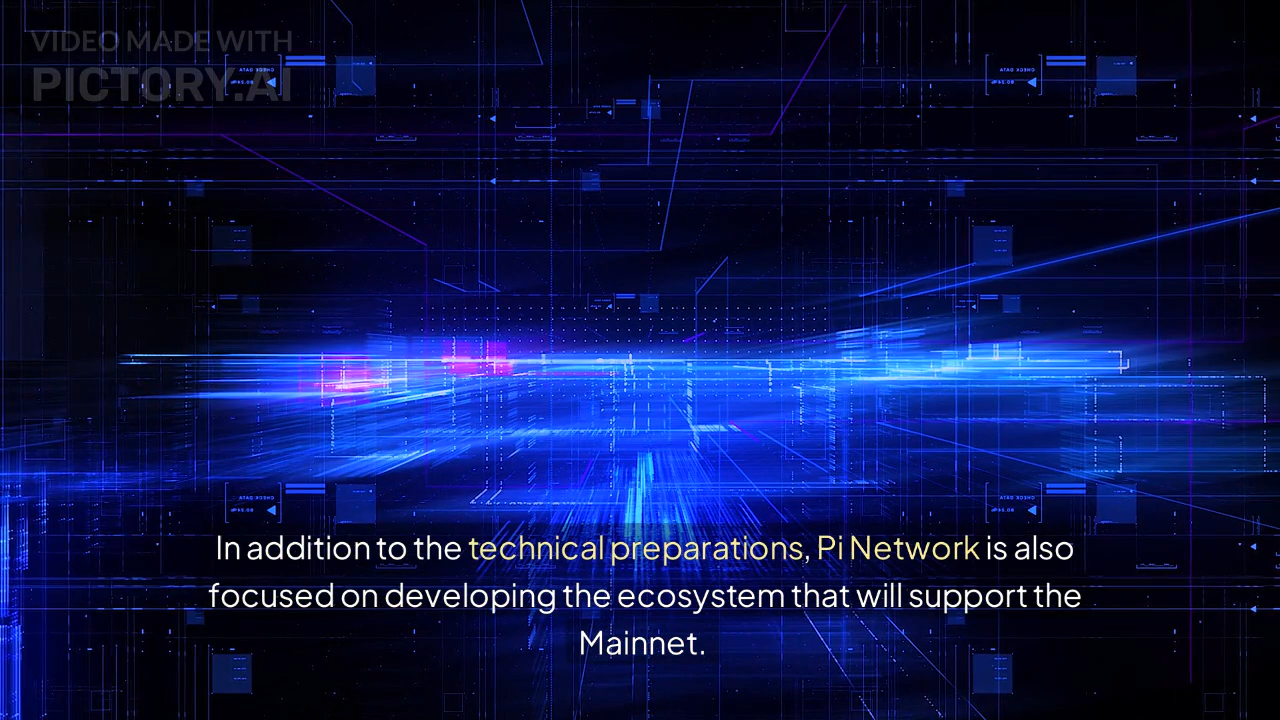 VIDEO MADE WITH
PICTORY.AI
In addition to the technical preparations, Pi Network is also
focused on developing the ecosystem that will support the
Mainnet.